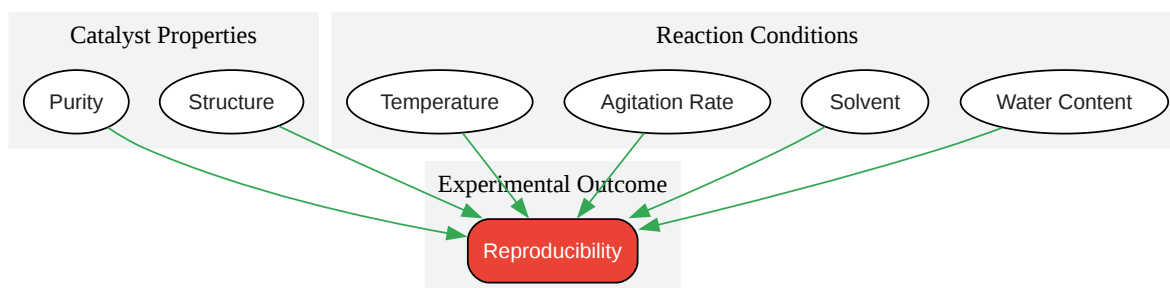 Catalyst Properties
Reaction Conditions
Purity
Structure
Temperature
Agitation Rate
Solvent
Water Content
Experimental Outcome
Reproducibility